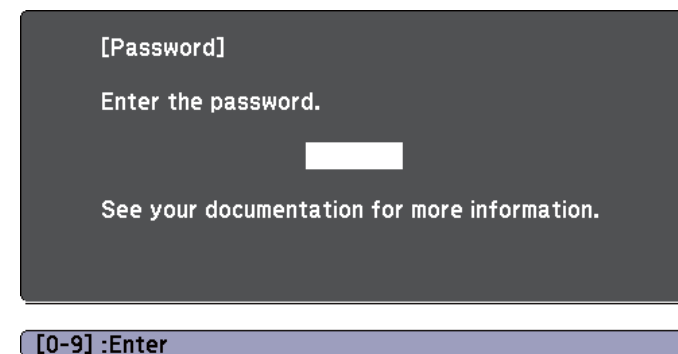 [Password]
Enter the password.
See your documentation for more information.
[0-9] :Enter